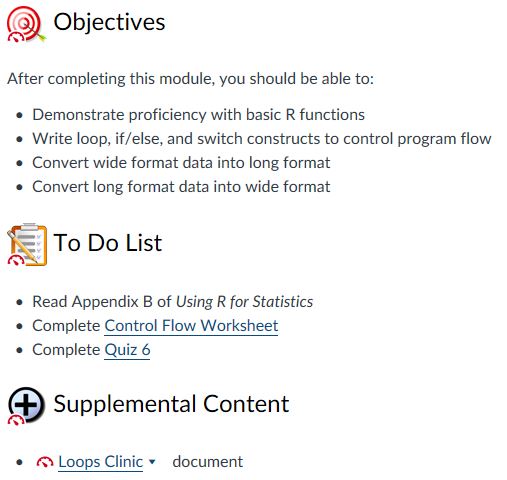 Objectives
After completing this module, you should be able to:
• Demonstrate proficiency with basic R functions
• Write loop, if/else, and switch constructs to control program flow
• Convert wide format data into long format
• Convert long format data into wide format
To Do List
• Read Appendix B of Using R for Statistics
• Complete Control Flow Worksheet
• Complete Quiz 6
Supplemental Content
• Loops Clinic document